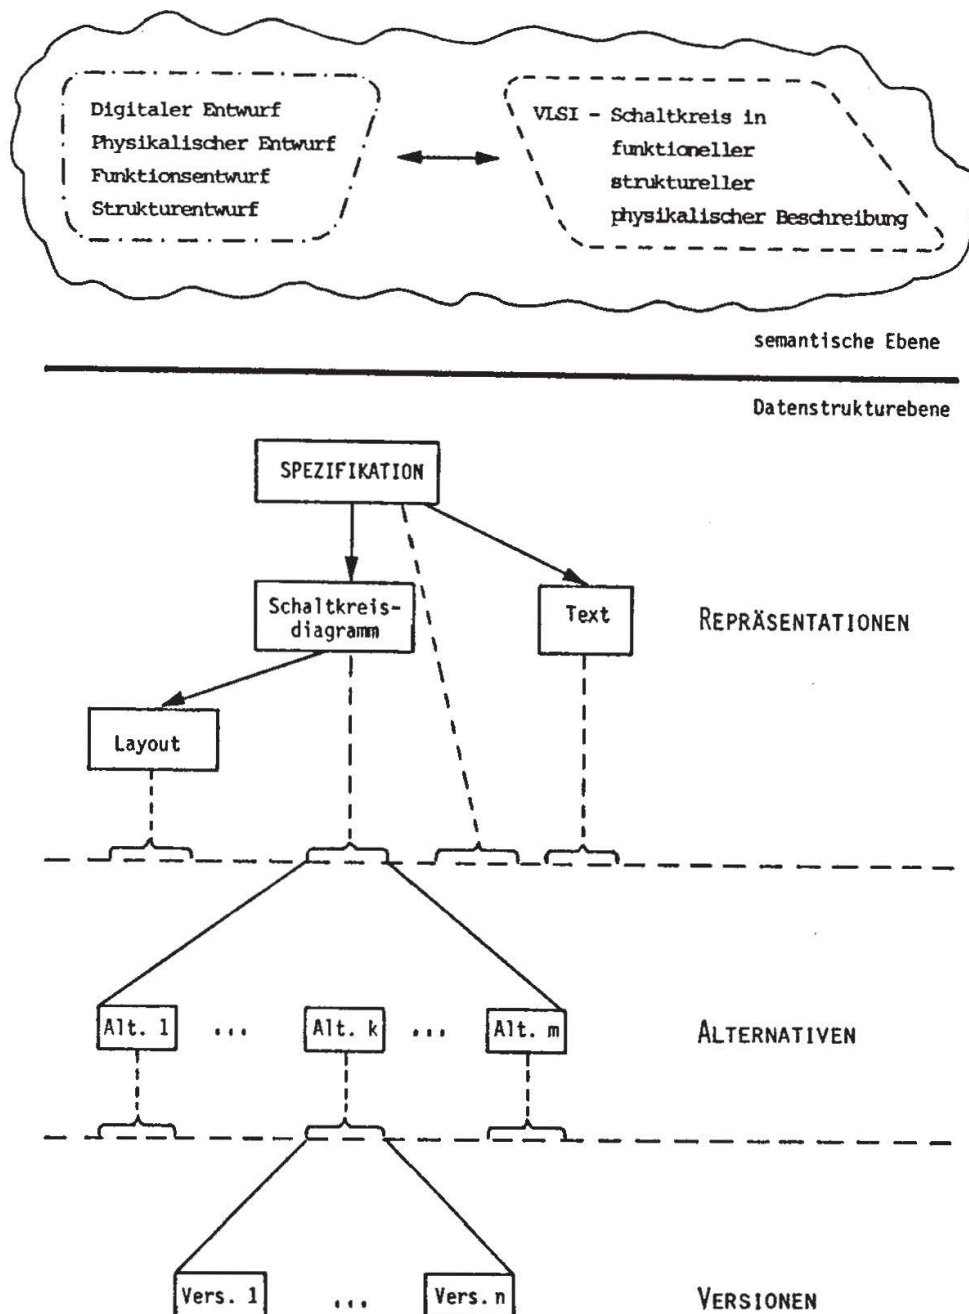 Digitaler Entwurf
Physikalischer Entwurf
Funktionsentwurf
Strukturentwurf
VLSI - Schaltkreis in
funktioneller
struktureller
physikalischer Beschreibung
semantische Ebene
Datenstrukturebene
SPEZIFIKATION
Schaltkreis-
diagramm
Text
REPRÄSENTATIONEN
Layout
Alt. 1
...
Alt. k
...
Alt. m
ALTERNATIVEN
Vers. 1
...
Vers. n
VERSIONEN